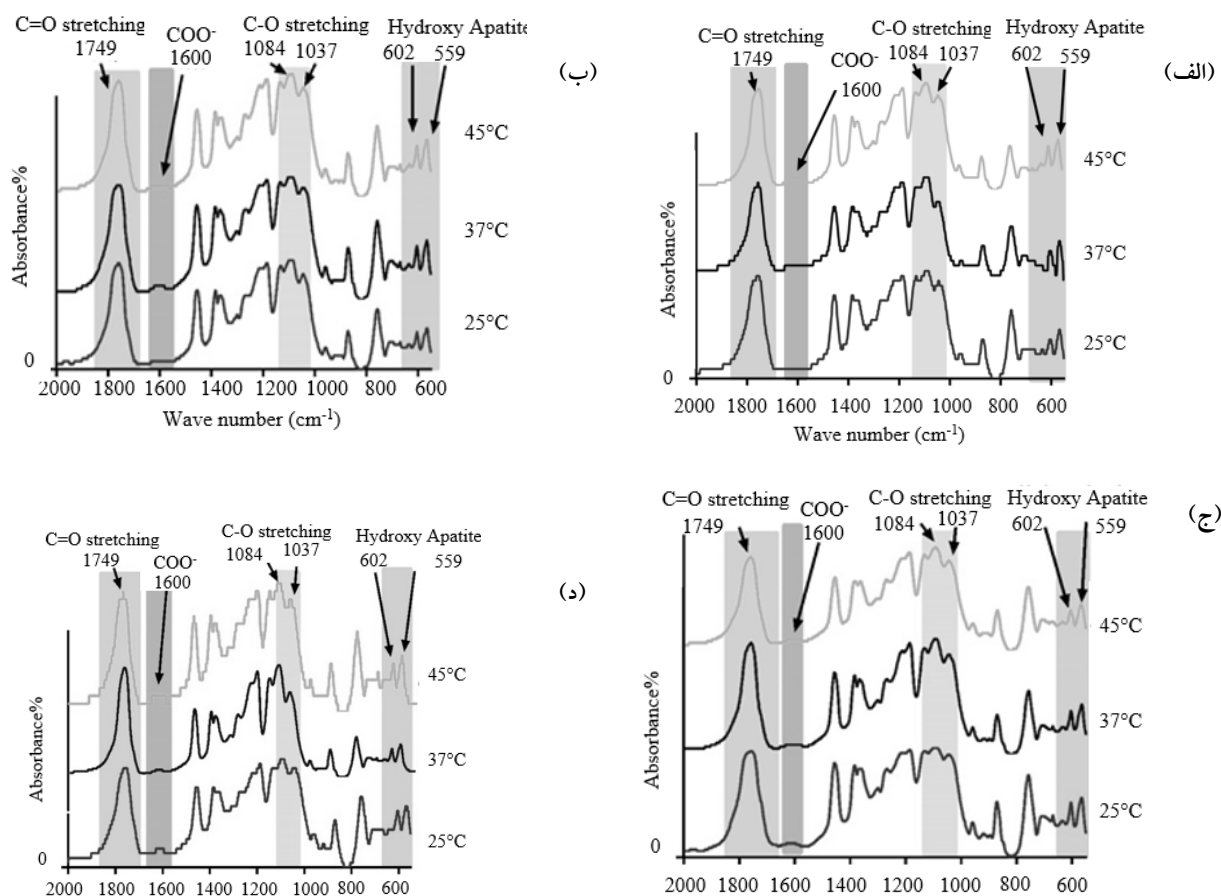 C=O stretching
1749
COO-
1600
C-O stretching
1084 1037
Hydroxy Apatite
602 559
(ب)
45°C
37°C
25°C
Absorbance%
0
2000 1800 1600 1400 1200 1000 800 600
Wave number (cm-1)
C=O stretching
1749
COO-
1600
C-O stretching
1084 1037
Hydroxy Apatite
602 559
(الف)
45°C
37°C
25°C
Absorbance%
0
2000 1800 1600 1400 1200 1000 800 600
Wave number (cm-1)
C=O stretching
1749
COO-
1600
C-O stretching
1084 1037
Hydroxy Apatite
602 559
(د)
45°C
37°C
25°C
Absorbance%
0
2000 1800 1600 1400 1200 1000 800 600
C=O stretching
1749
COO-
1600
C-O stretching
1084 1037
Hydroxy Apatite
602 559
(ج)
45°C
37°C
25°C
Absorbance%
0
2000 1800 1600 1400 1200 1000 800 600